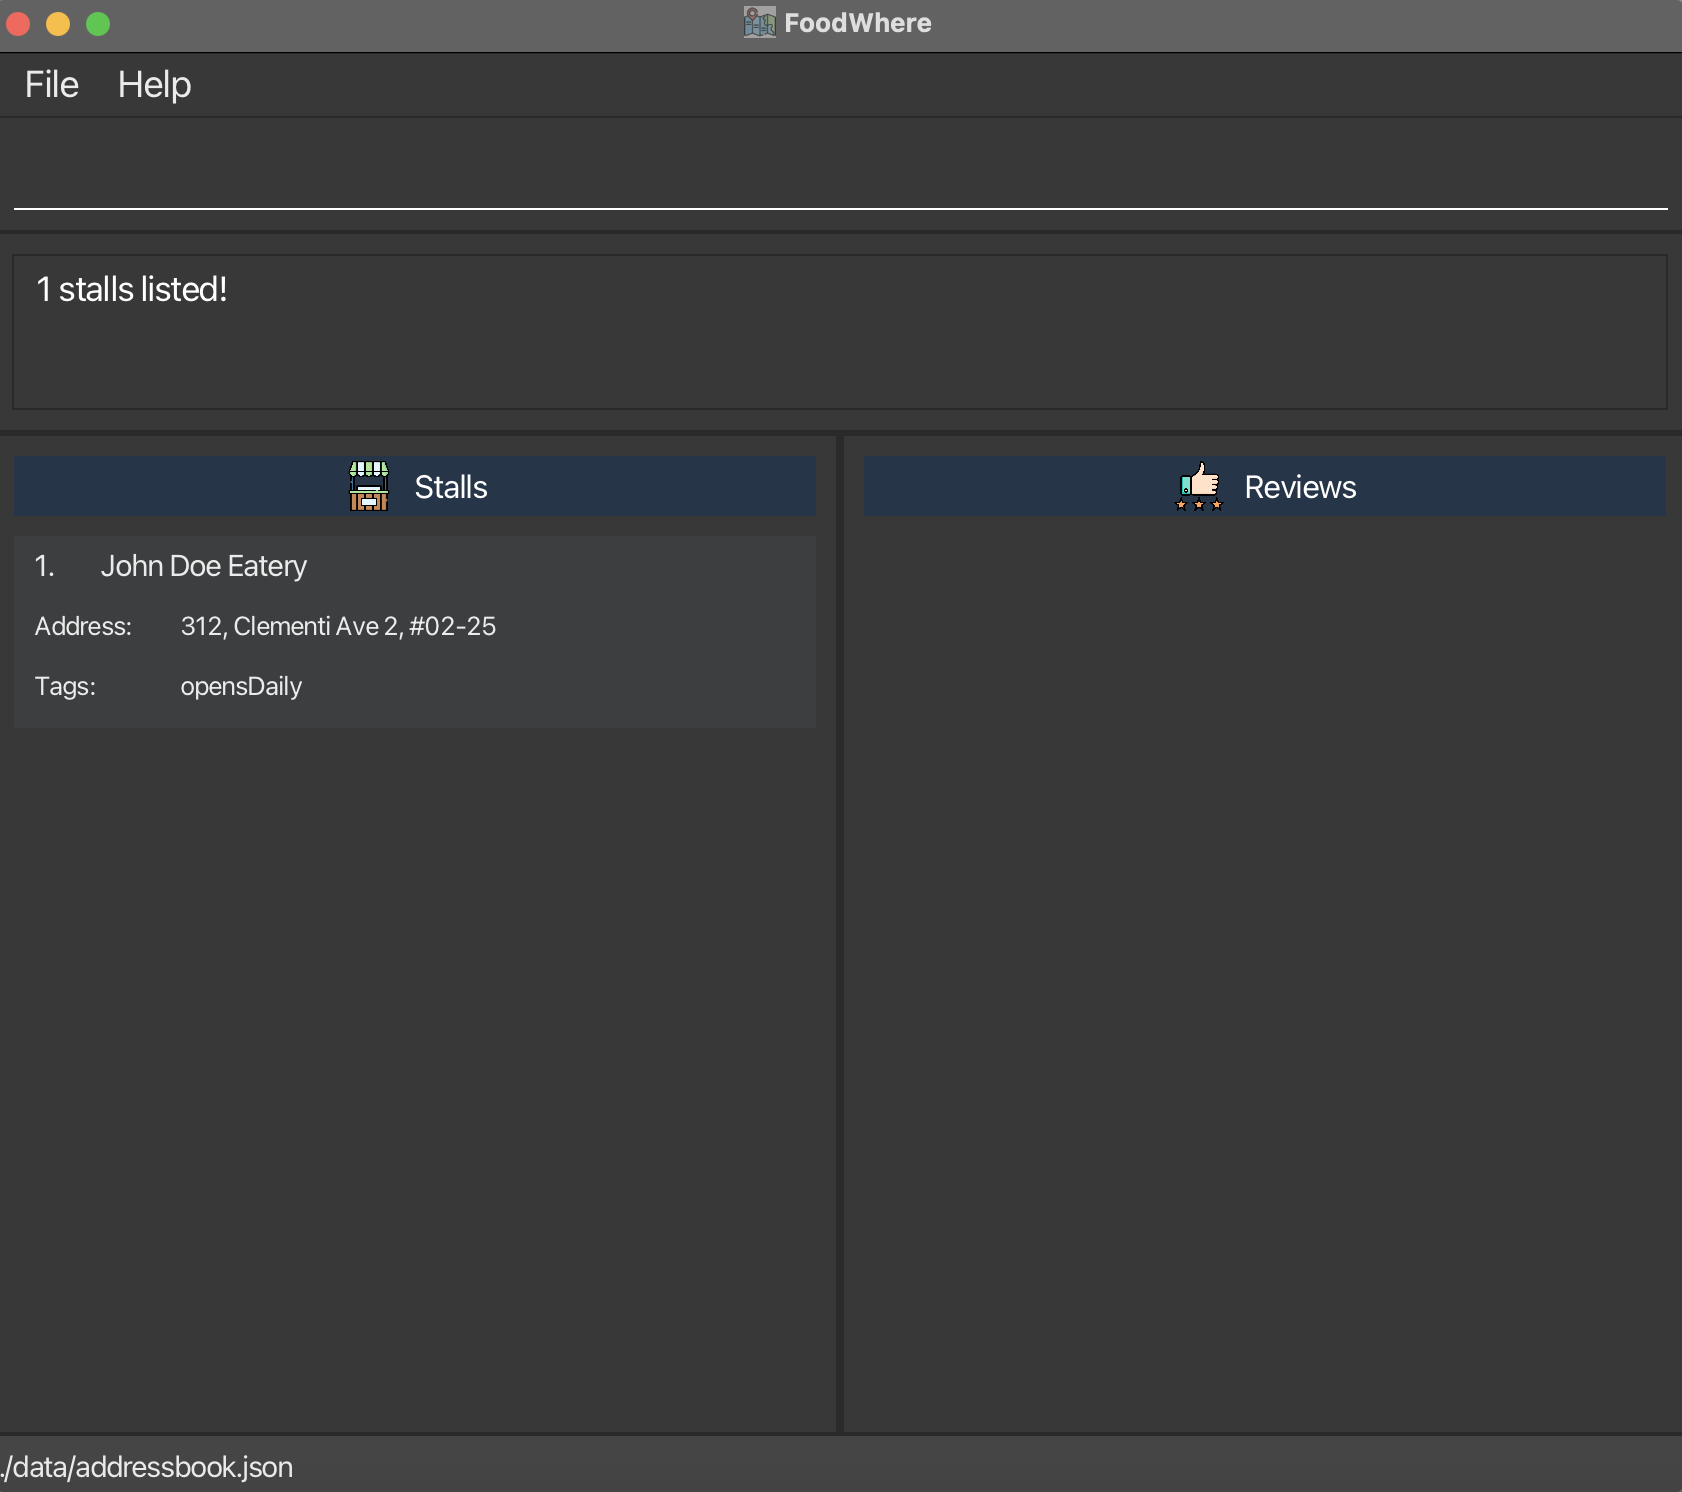 FoodWhere
File Help
1 stalls listed!
Stalls
1. John Doe Eatery
Address: 312, Clementi Ave 2, #02-25
Tags: opensDaily
Reviews
./data/addressbook.json